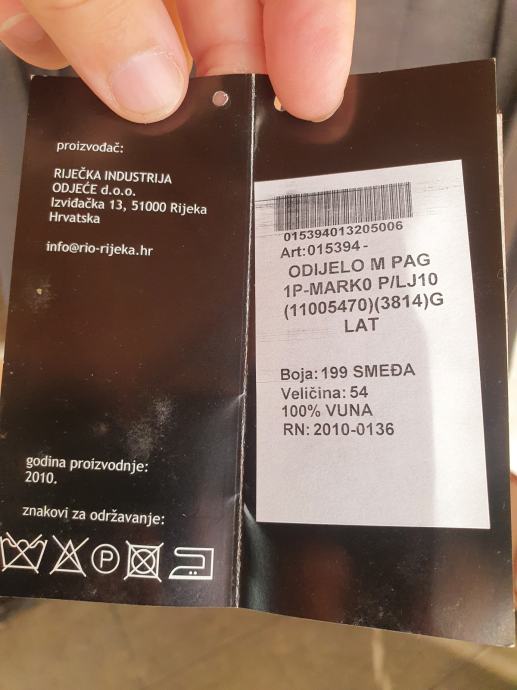 proizvođač:
RIJEČKA INDUSTRIJA
ODJEĆE d.o.o.
Izviđačka 13, 51000 Rijeka
Hrvatska
info@rio-rijeka.hr
godina proizvodnje:
2010.
znakovi za održavanje:
P
015394013205006
Art:015394-
ODIJELO M PAG
1P-MARK0 P/LJ10
(11005470)(3814)G
LAT
Boja: 199 SMEĐA
Veličina: 54
100% VUNA
RN: 2010-0136